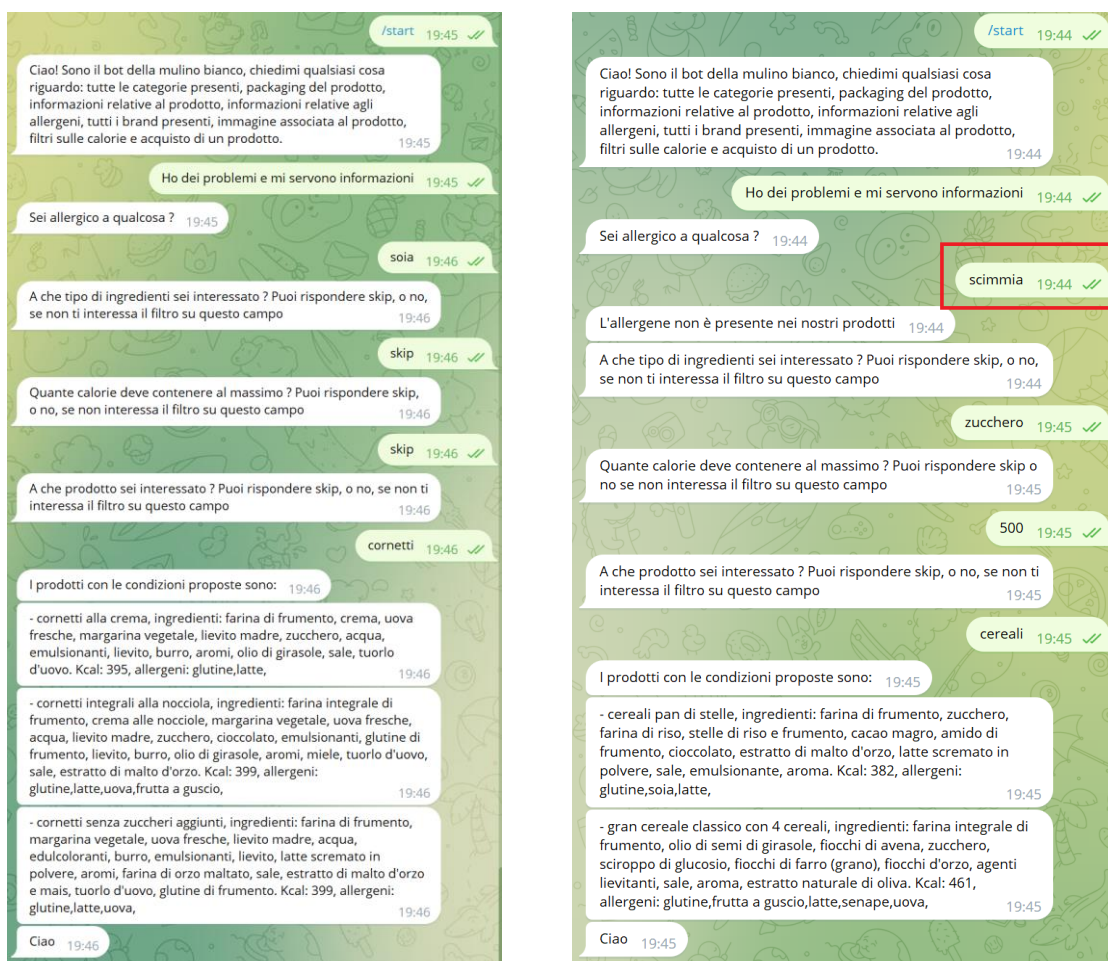 /start 19:45
Ciao! Sono il bot della mulino bianco, chiedimi qualsiasi cosa
riguardo: tutte le categorie presenti, packaging del prodotto,
informazioni relative al prodotto, informazioni relative agli
allergeni, tutti i brand presenti, immagine associata al prodotto,
filtri sulle calorie e acquisto di un prodotto. 19:45
Ho dei problemi e mi servono informazioni 19:45
Sei allergico a qualcosa ? 19:45
soia 19:46
A che tipo di ingredienti sei interessato ? Puoi rispondere skip, o no,
se non ti interessa il filtro su questo campo 19:46
skip 19:46
Quante calorie deve contenere al massimo ? Puoi rispondere skip,
o no, se non interessa il filtro su questo campo 19:46
skip 19:46
A che prodotto sei interessato ? Puoi rispondere skip, o no, se non ti
interessa il filtro su questo campo 19:46
cornetti 19:46
I prodotti con le condizioni proposte sono: 19:46
- cornetti alla crema, ingredienti: farina di frumento, crema, uova
fresche, margarina vegetale, lievito madre, zucchero, acqua,
emulsionanti, lievito, burro, aromi, olio di girasole, sale, tuorlo
d'uovo. Kcal: 395, allergeni: glutine,latte, 19:46
- cornetti integrali alla nocciola, ingredienti: farina integrale di
frumento, crema alle nocciole, margarina vegetale, uova fresche,
acqua, lievito madre, zucchero, cioccolato, emulsionanti, glutine di
frumento, lievito, burro, olio di girasole, aromi, miele, tuorlo d'uovo,
sale, estratto di malto d'orzo. Kcal: 399, allergeni:
glutine,latte,uova,frutta a guscio, 19:46
- cornetti senza zuccheri aggiunti, ingredienti: farina di frumento,
margarina vegetale, uova fresche, lievito madre, acqua,
edulcoloranti, burro, emulsionanti, lievito, latte scremato in
polvere, aromi, farina di orzo maltato, sale, estratto di malto d'orzo
e mais, tuorlo d'uovo, glutine di frumento. Kcal: 399, allergeni:
glutine,latte,uova, 19:46
Ciao 19:46
/start 19:44
Ciao! Sono il bot della mulino bianco, chiedimi qualsiasi cosa
riguardo: tutte le categorie presenti, packaging del prodotto,
informazioni relative al prodotto, informazioni relative agli
allergeni, tutti i brand presenti, immagine associata al prodotto,
filtri sulle calorie e acquisto di un prodotto. 19:44
Ho dei problemi e mi servono informazioni 19:44
Sei allergico a qualcosa ? 19:44
scimmia 19:44
L'allergene non è presente nei nostri prodotti 19:44
A che tipo di ingredienti sei interessato ? Puoi rispondere skip, o no,
se non ti interessa il filtro su questo campo 19:44
zucchero 19:45
Quante calorie deve contenere al massimo ? Puoi rispondere skip o
no se non interessa il filtro su questo campo 19:45
500 19:45
A che prodotto sei interessato ? Puoi rispondere skip, o no, se non ti
interessa il filtro su questo campo 19:45
cereali 19:45
I prodotti con le condizioni proposte sono: 19:45
- cereali pan di stelle, ingredienti: farina di frumento, zucchero,
farina di riso, stelle di riso e frumento, cacao magro, amido di
frumento, cioccolato, estratto di malto d'orzo, latte scremato in
polvere, sale, emulsionante, aroma. Kcal: 382, allergeni:
glutine,soia,latte, 19:45
- gran cereale classico con 4 cereali, ingredienti: farina integrale di
frumento, olio di semi di girasole, fiocchi di avena, zucchero,
sciroppo di glucosio, fiocchi di farro (grano), fiocchi d'orzo, agenti
lievitanti, sale, aroma, estratto naturale di oliva. Kcal: 461,
allergeni: glutine,frutta a guscio,latte,senape,uova, 19:45
Ciao 19:45